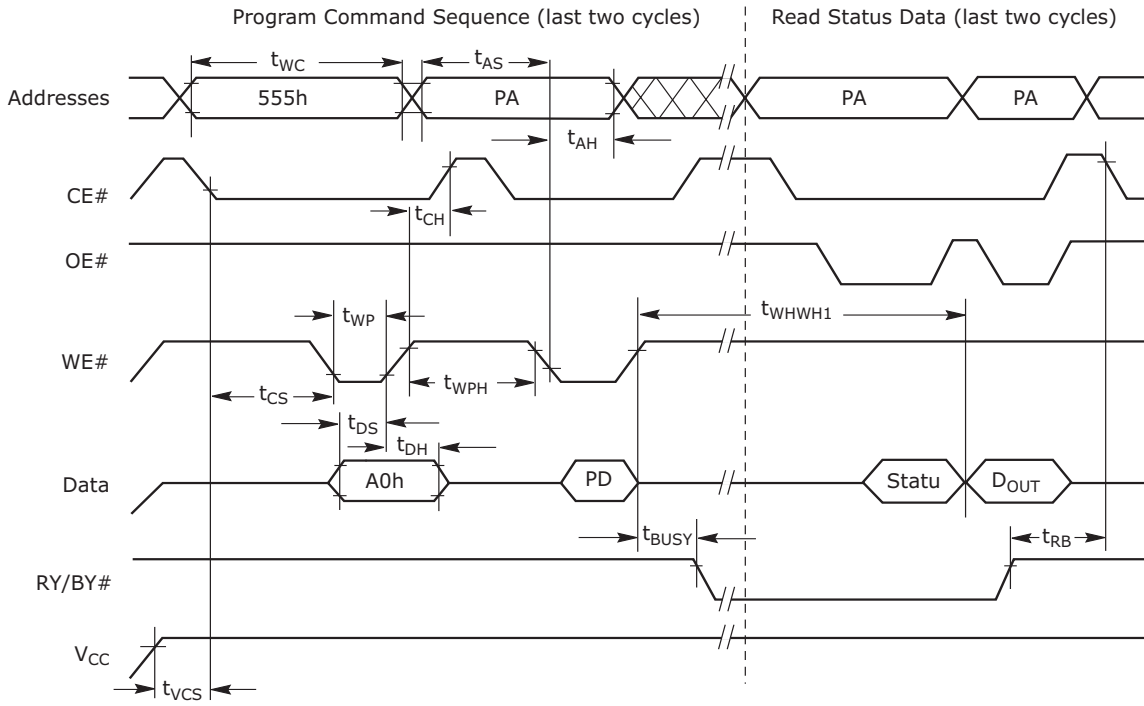 Program Command Sequence (last two cycles) Read Status Data (last two cycles)
tWC tAS
Addresses 555h PA PA PA
tAH
CE#
tCH
OE#
tWP tWHWH1
WE#
tCS tWPH
tDS
tDH
Data A0h PD Statu DOUT
tBUSY tRB
RY/BY#
VCC
tVCS